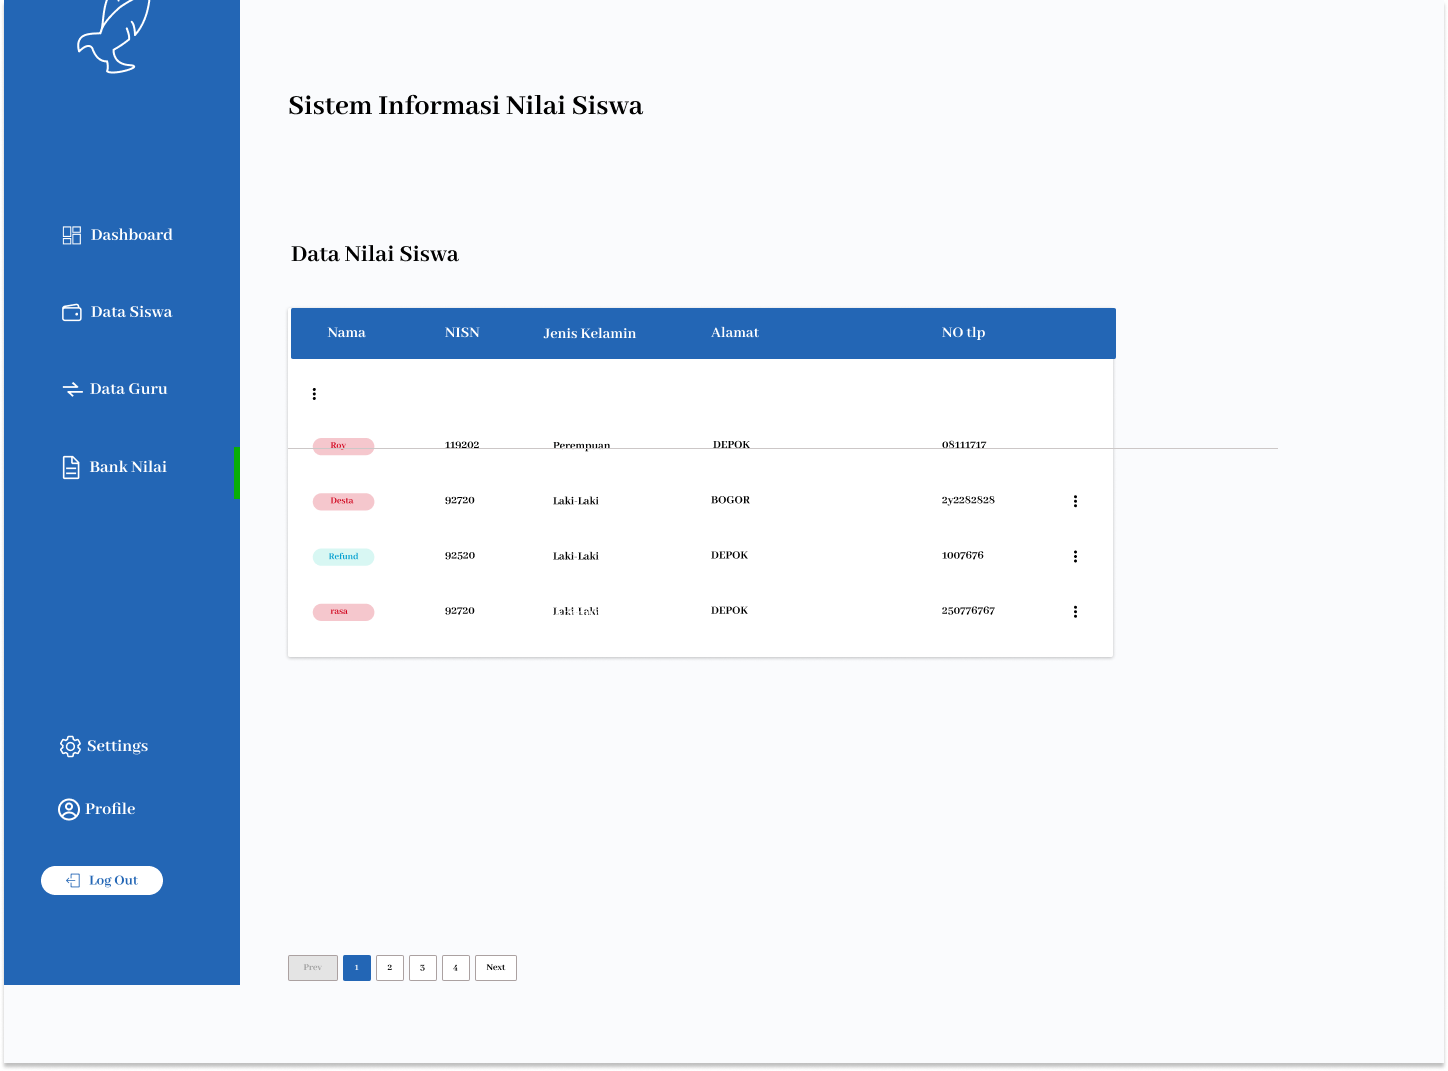 Sistem Informasi Nilai Siswa
Dashboard
Data Siswa
Data Guru
Bank Nilai
Settings
Profile
Log Out
Data Nilai Siswa
Nama NISN Jenis Kelamin Alamat NO tlp
Roy 119202 Perempuan DEPOK 08111717
Desta 92720 Laki-Laki BOGOR 2y2282828
Refund 92520 Laki-Laki DEPOK 1007676
rasa 92720 Laki-Laki DEPOK 250776767
Prev 1 2 3 4 Next